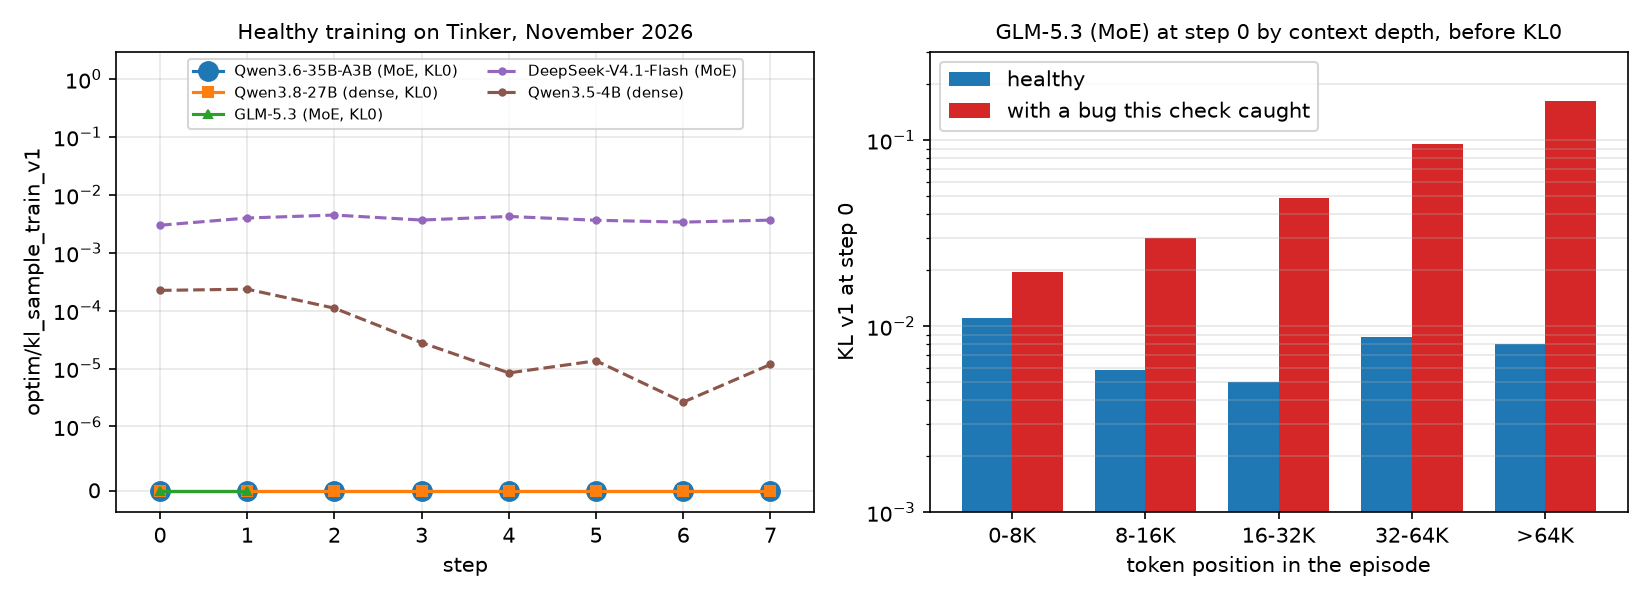 Healthy training on Tinker, November 2026
Qwen3.6-35B-A3B (MoE, KL0)
Qwen3.8-27B (dense, KL0)
GLM-5.3 (MoE, KL0)
DeepSeek-V4.1-Flash (MoE)
Qwen3.5-4B (dense)
optim/kl_sample_train_v1
10⁰
10⁻¹
10⁻²
10⁻³
10⁻⁴
10⁻⁵
10⁻⁶
0
0 1 2 3 4 5 6 7
step
GLM-5.3 (MoE) at step 0 by context depth, before KL0
healthy
with a bug this check caught
KL v1 at step 0
10⁻¹
10⁻²
10⁻³
0-8K 8-16K 16-32K 32-64K >64K
token position in the episode